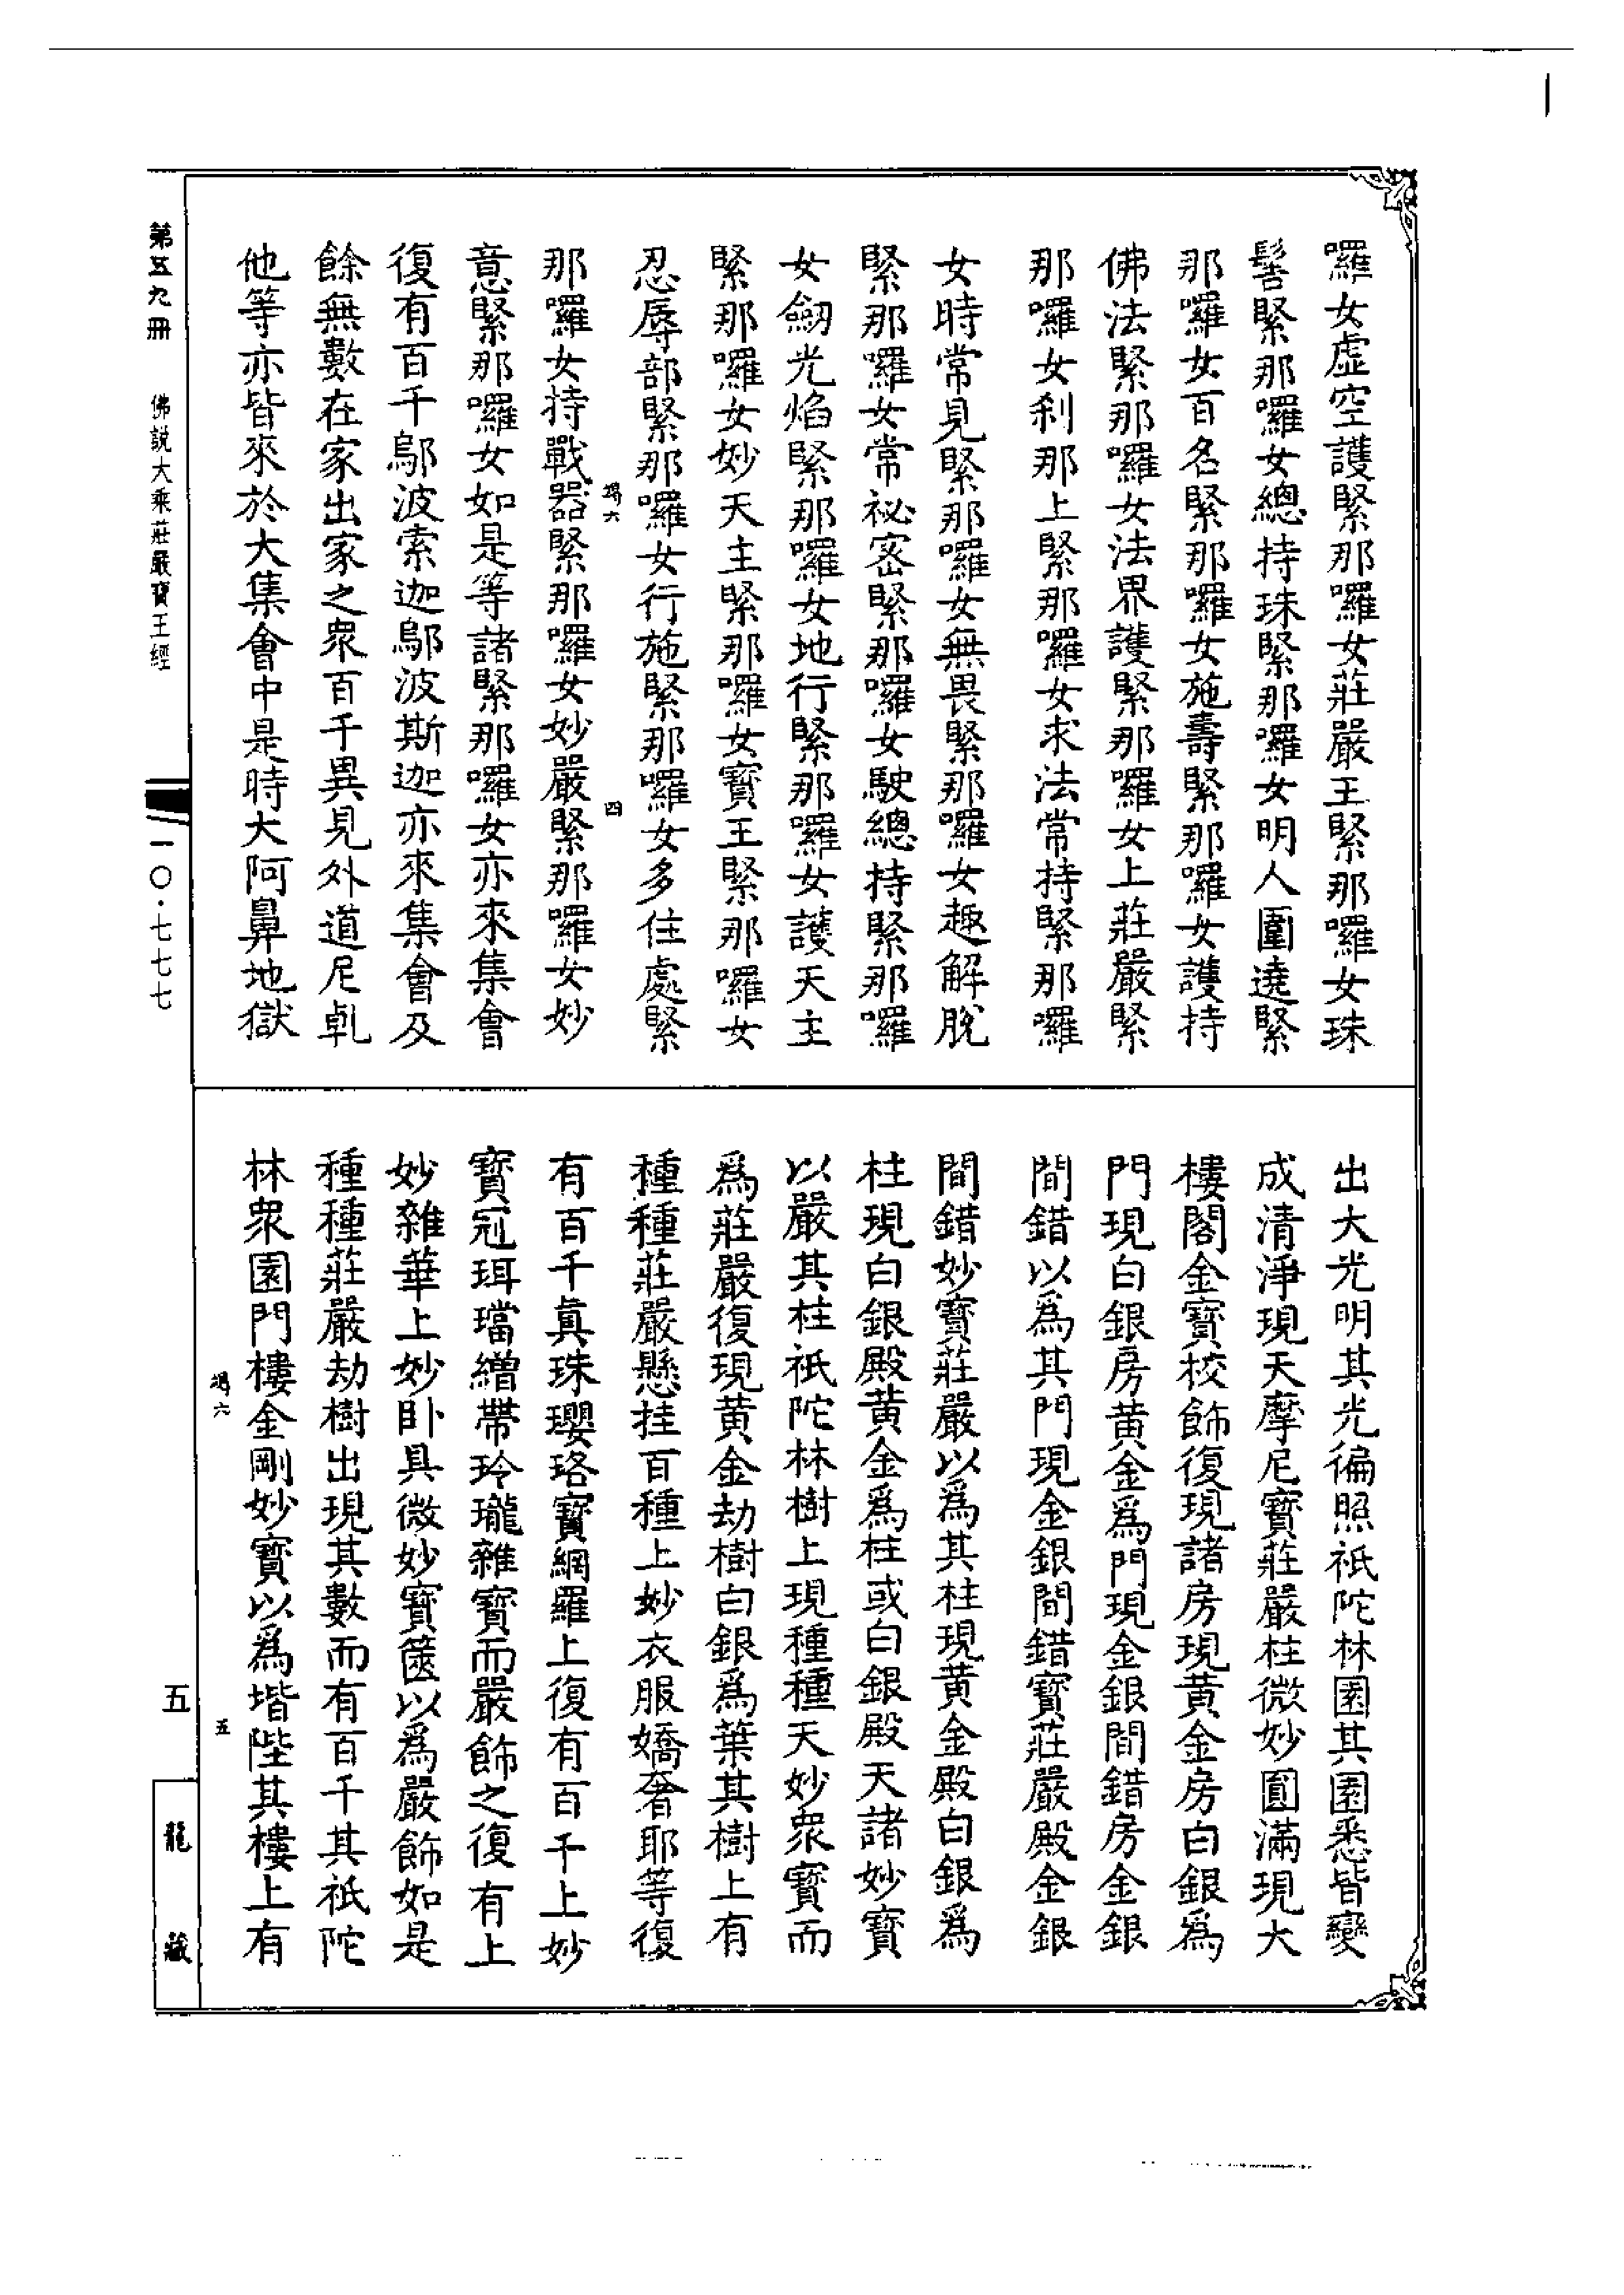 囉女虛空護緊那囉女莊嚴王緊那囉女珠
髻緊那囉女總持珠緊那囉女明人圍遶緊
那囉女百名緊那囉女施壽緊那囉女護持
佛法緊那囉女法界護緊那囉女上莊嚴緊
那囉女刹那上緊那囉女求法常持緊那囉
女時常見緊那囉女無畏緊那囉女趣解脫
緊那囉女常祕密緊那囉女駛總持緊那囉
女劒光焰緊那囉女地行緊那囉女護天主
緊那囉女妙天主緊那囉女寶王緊那囉女
忍辱部緊那囉女行施緊那囉女多住處緊
六 四
那囉女持戰器緊那囉女妙嚴緊那囉女妙
意緊那囉女如是等諸緊那囉女亦來集會
復有百千鄔波索迦鄔波斯迦亦來集會及
餘無數在家出家之衆百千異見外道尼乹
他等亦皆來於大集會中是時大阿鼻地獄
出大光明其光徧照祇陀林園其園悉皆變
成清淨現天摩尼寶莊嚴柱微妙圓滿現大
樓閣金寶校飾復現諸房現黃金房白銀爲
門現白銀房黃金爲門現金銀間錯房金銀
間錯以爲其門現金銀間錯寶莊嚴殿金銀
間錯妙寶莊嚴以爲其柱現黃金殿白銀爲
柱現白銀殿黃金爲柱或白銀殿天諸妙寶
以嚴其柱祇陀林樹上現種種天妙衆寶而
爲莊嚴復現黃金劫樹白銀爲葉其樹上有
種種莊嚴懸挂百種上妙衣服嬌奢耶等復
有百千眞珠瓔珞寶網羅上復有百千上妙
寶冠珥璫繒帶玲瓏雜寶而嚴飾之復有上
妙雜華上妙卧具微妙寶篋以爲嚴飾如是
種種莊嚴劫樹出現其數而有百千其祇陀
林衆園門樓金剛妙寶以爲堦陛其樓上有
六 五
第五九冊 佛説大乘莊嚴寶王經 一〇·七七七 五 龍藏